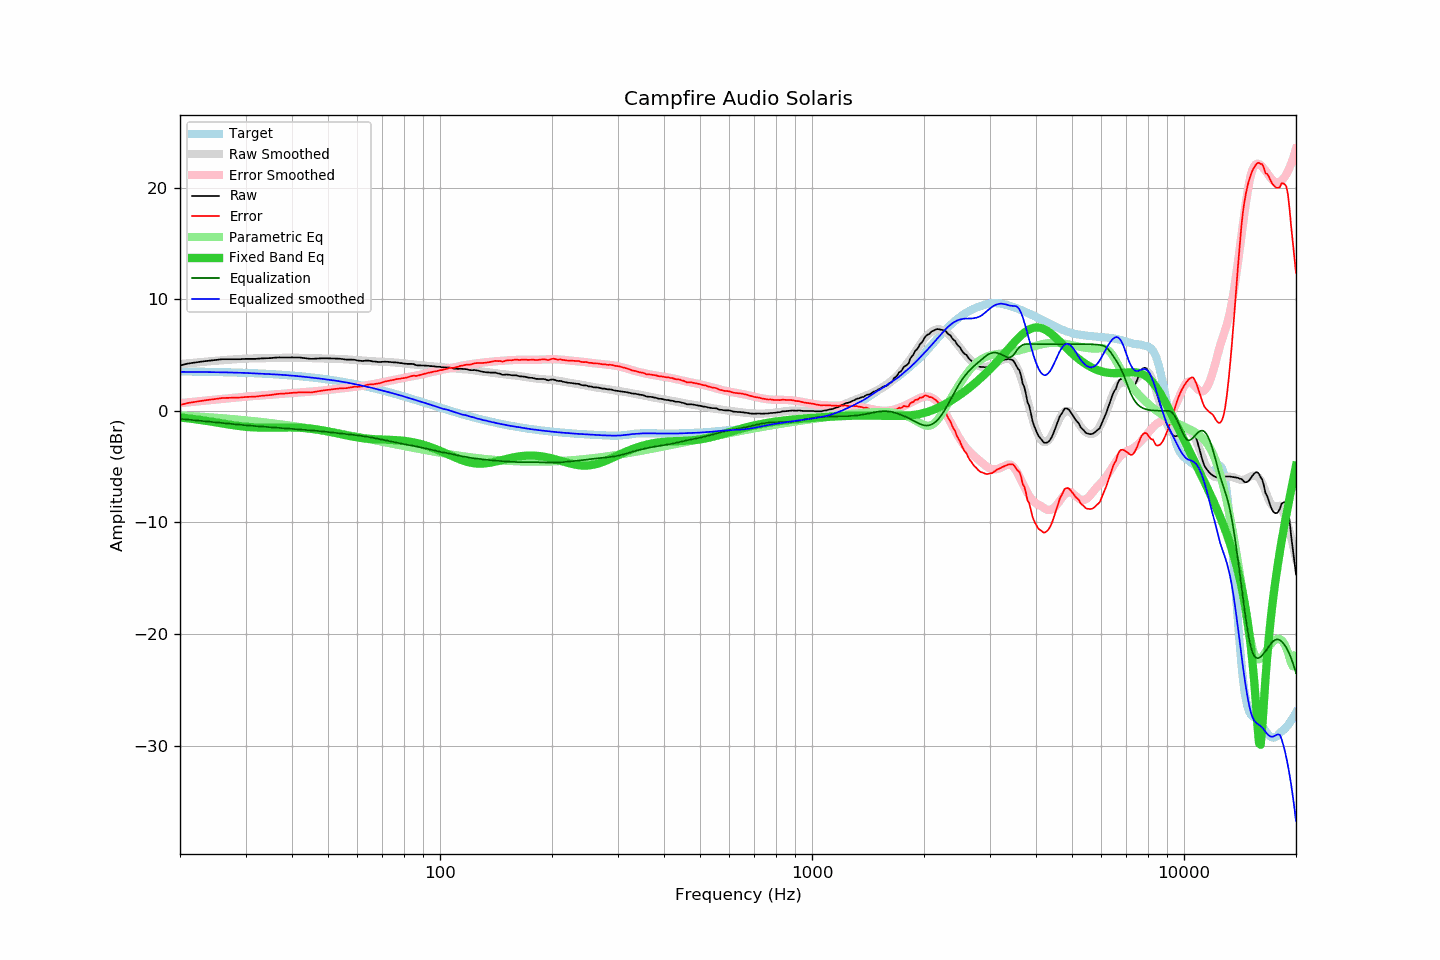 Campfire Audio Solaris
Target
Raw Smoothed
Error Smoothed
Raw
Error
Parametric Eq
Fixed Band Eq
Equalization
Equalized smoothed
20
10
0
−10
−20
−30
Amplitude (dBr)
100
1000
10000
Frequency (Hz)